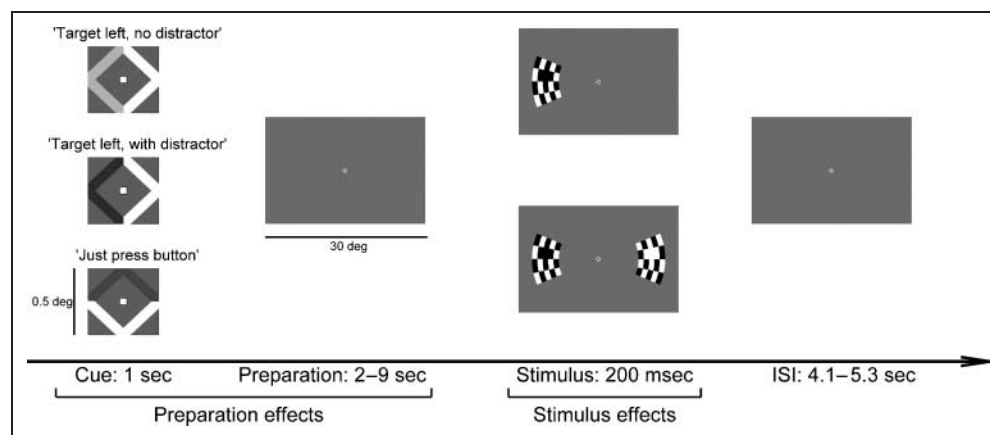 'Target left, no distractor'
'Target left, with distractor'
'Just press button'
0.5 deg
30 deg
Cue: 1 sec
Preparation: 2–9 sec
Stimulus: 200 msec
ISI: 4.1–5.3 sec
Preparation effects
Stimulus effects